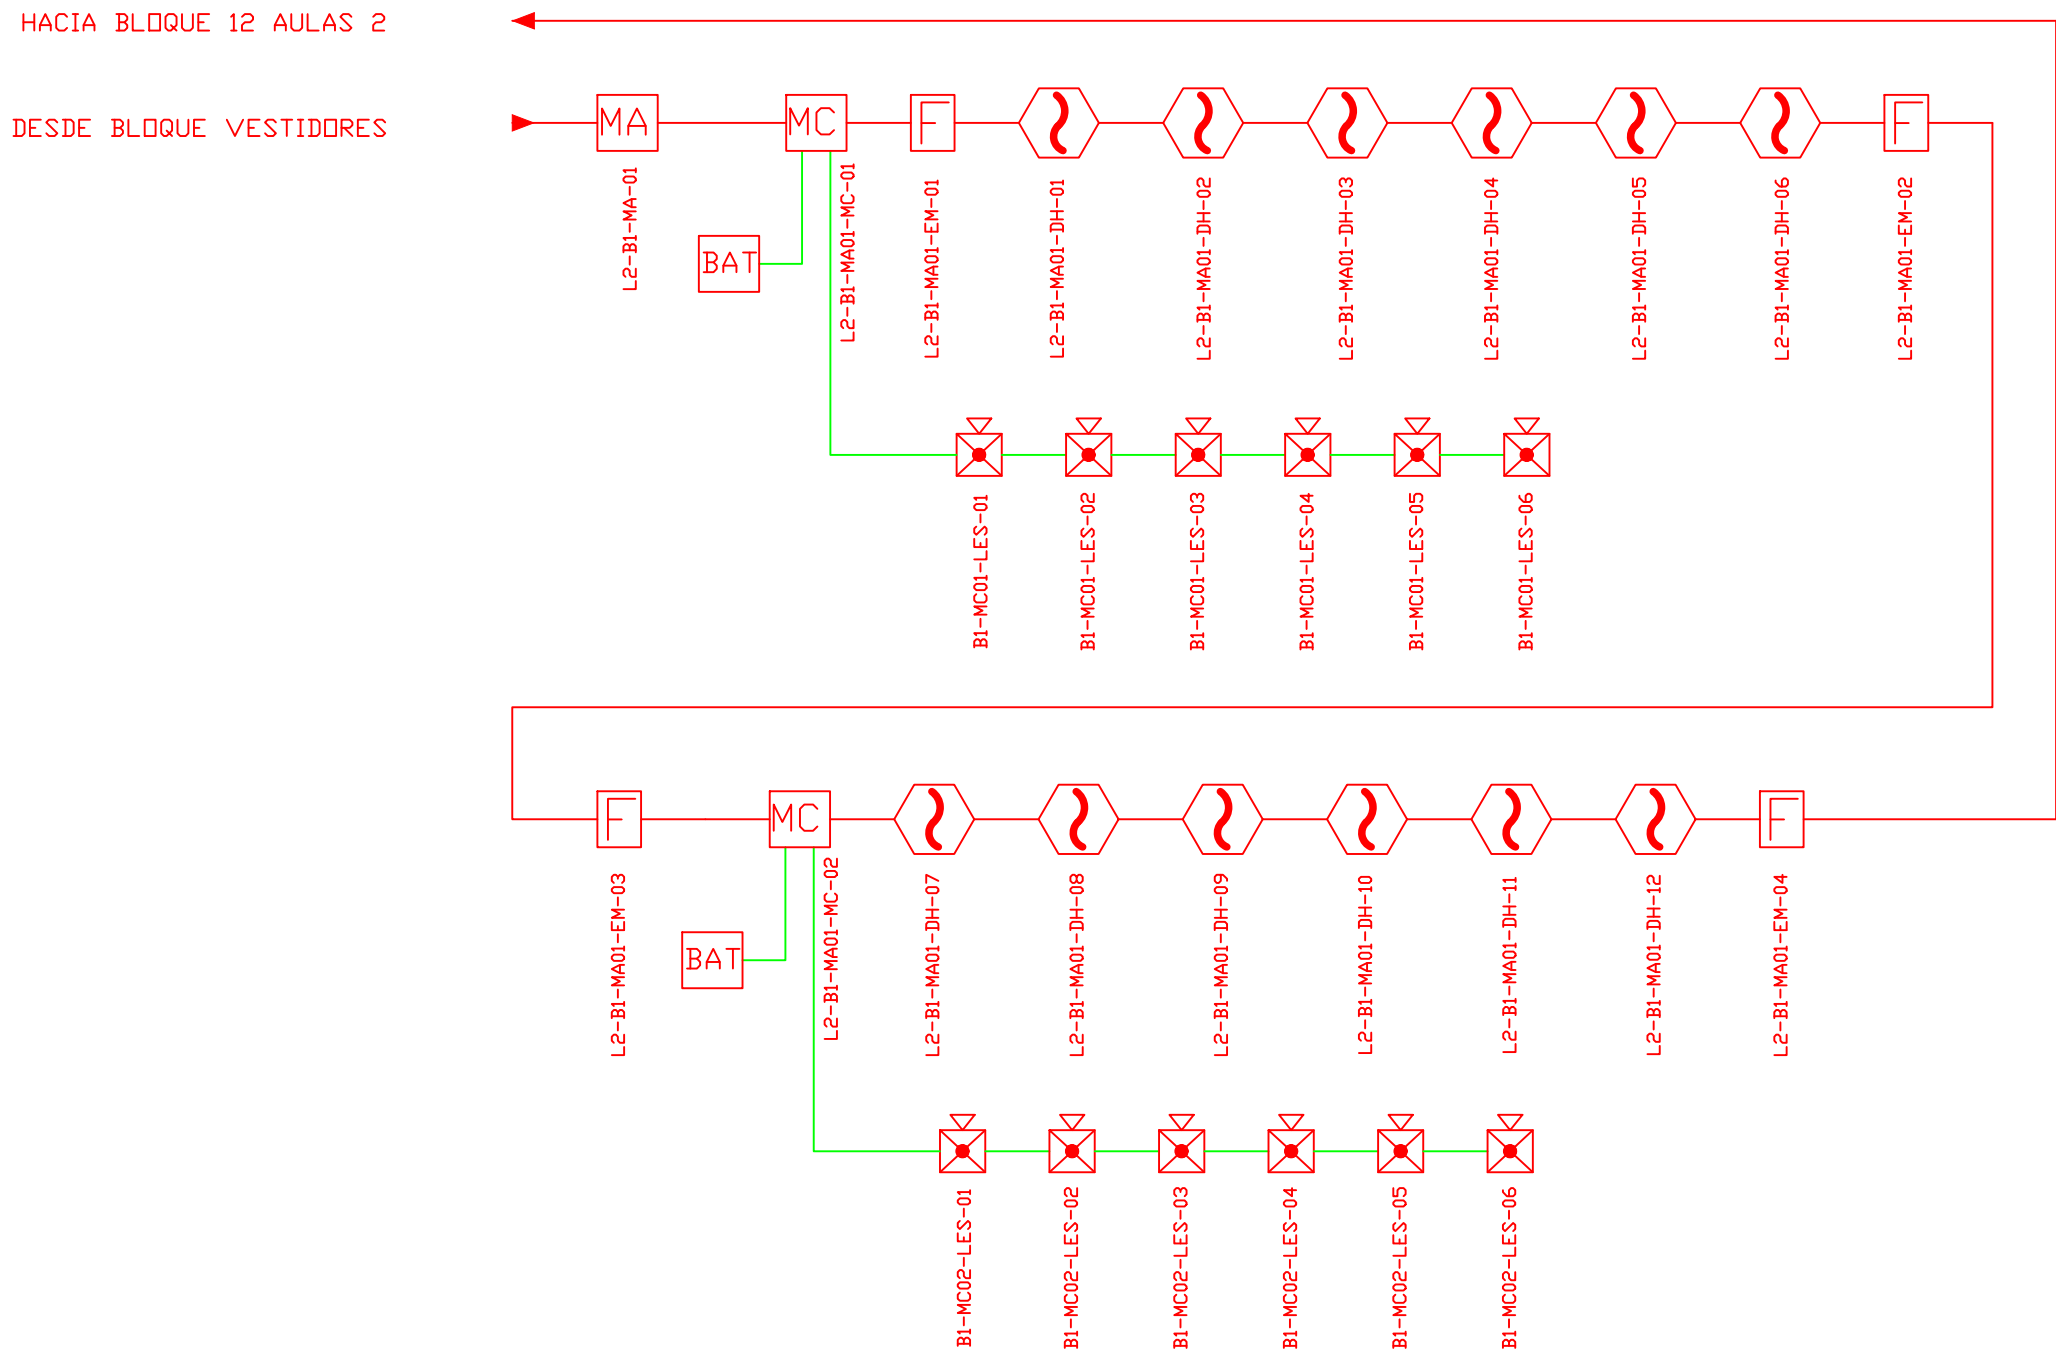 HACIA BLOQUE 12 AULAS 2
DESDE BLOQUE VESTIDORES
MA
MC
F
F
L2-B1-MA-01
L2-B1-MA01-MC-01
L2-B1-MA01-EM-01
L2-B1-MA01-DH-01
L2-B1-MA01-DH-02
L2-B1-MA01-DH-03
L2-B1-MA01-DH-04
L2-B1-MA01-DH-05
L2-B1-MA01-DH-06
L2-B1-MA01-EM-02
BAT
B1-MC01-LES-01
B1-MC01-LES-02
B1-MC01-LES-03
B1-MC01-LES-04
B1-MC01-LES-05
B1-MC01-LES-06
F
MC
F
L2-B1-MA01-EM-03
L2-B1-MA01-MC-02
L2-B1-MA01-DH-07
L2-B1-MA01-DH-08
L2-B1-MA01-DH-09
L2-B1-MA01-DH-10
L2-B1-MA01-DH-11
L2-B1-MA01-DH-12
L2-B1-MA01-EM-04
BAT
B1-MC02-LES-01
B1-MC02-LES-02
B1-MC02-LES-03
B1-MC02-LES-04
B1-MC02-LES-05
B1-MC02-LES-06